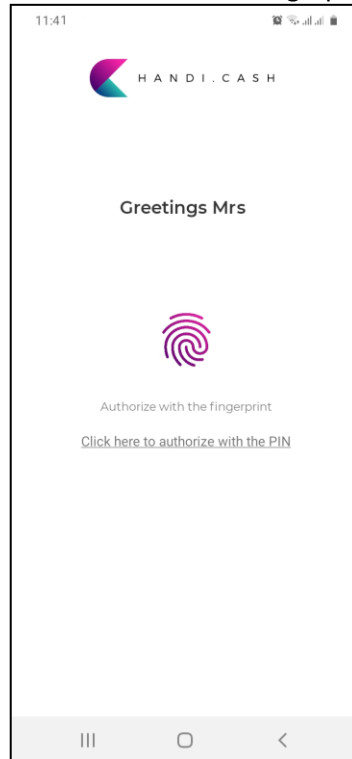 11:41
HANDI.CASH
Greetings Mrs
Authorize with the fingerprint
Click here to authorize with the PIN